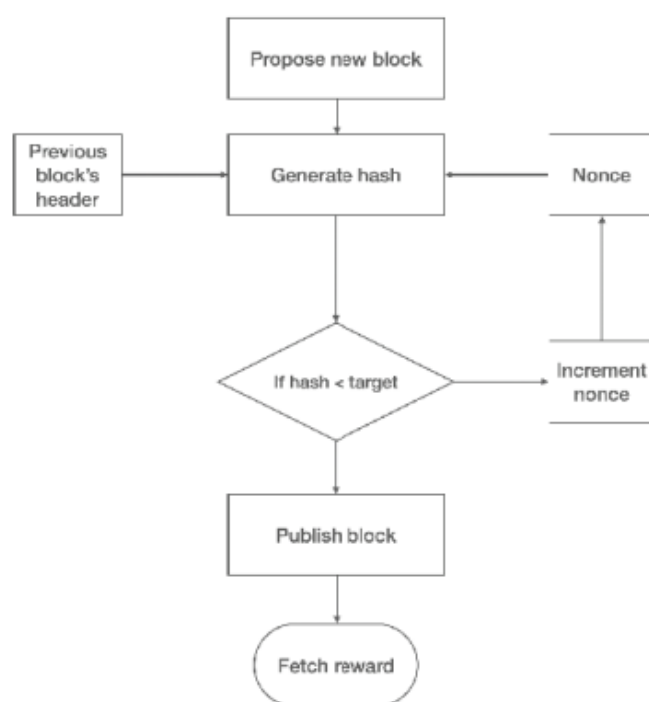 Propose new block
Previous
block's
header
Generate hash
Nonce
If hash < target
Increment
nonce
Publish block
Fetch reward